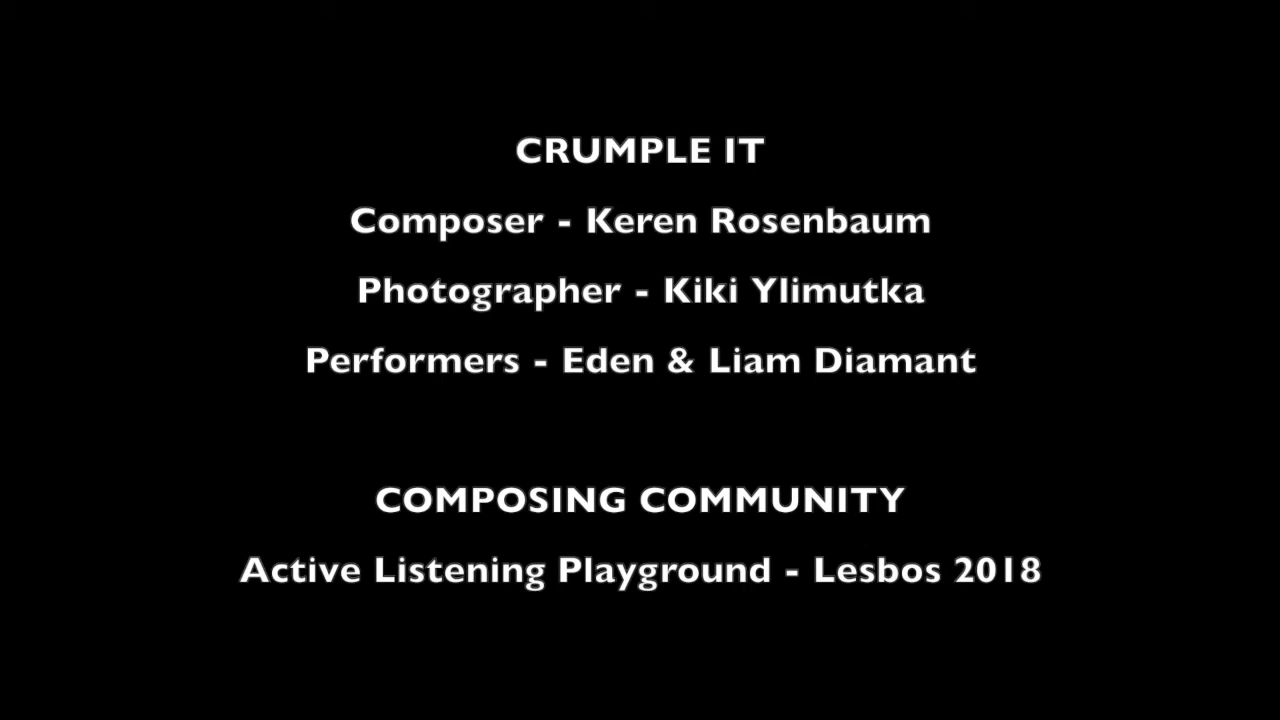 CRUMPLE IT
Composer - Keren Rosenbaum
Photographer - Kiki Ylimutka
Performers - Eden & Liam Diamant
COMPOSING COMMUNITY
Active Listening Playground - Lesbos 2018